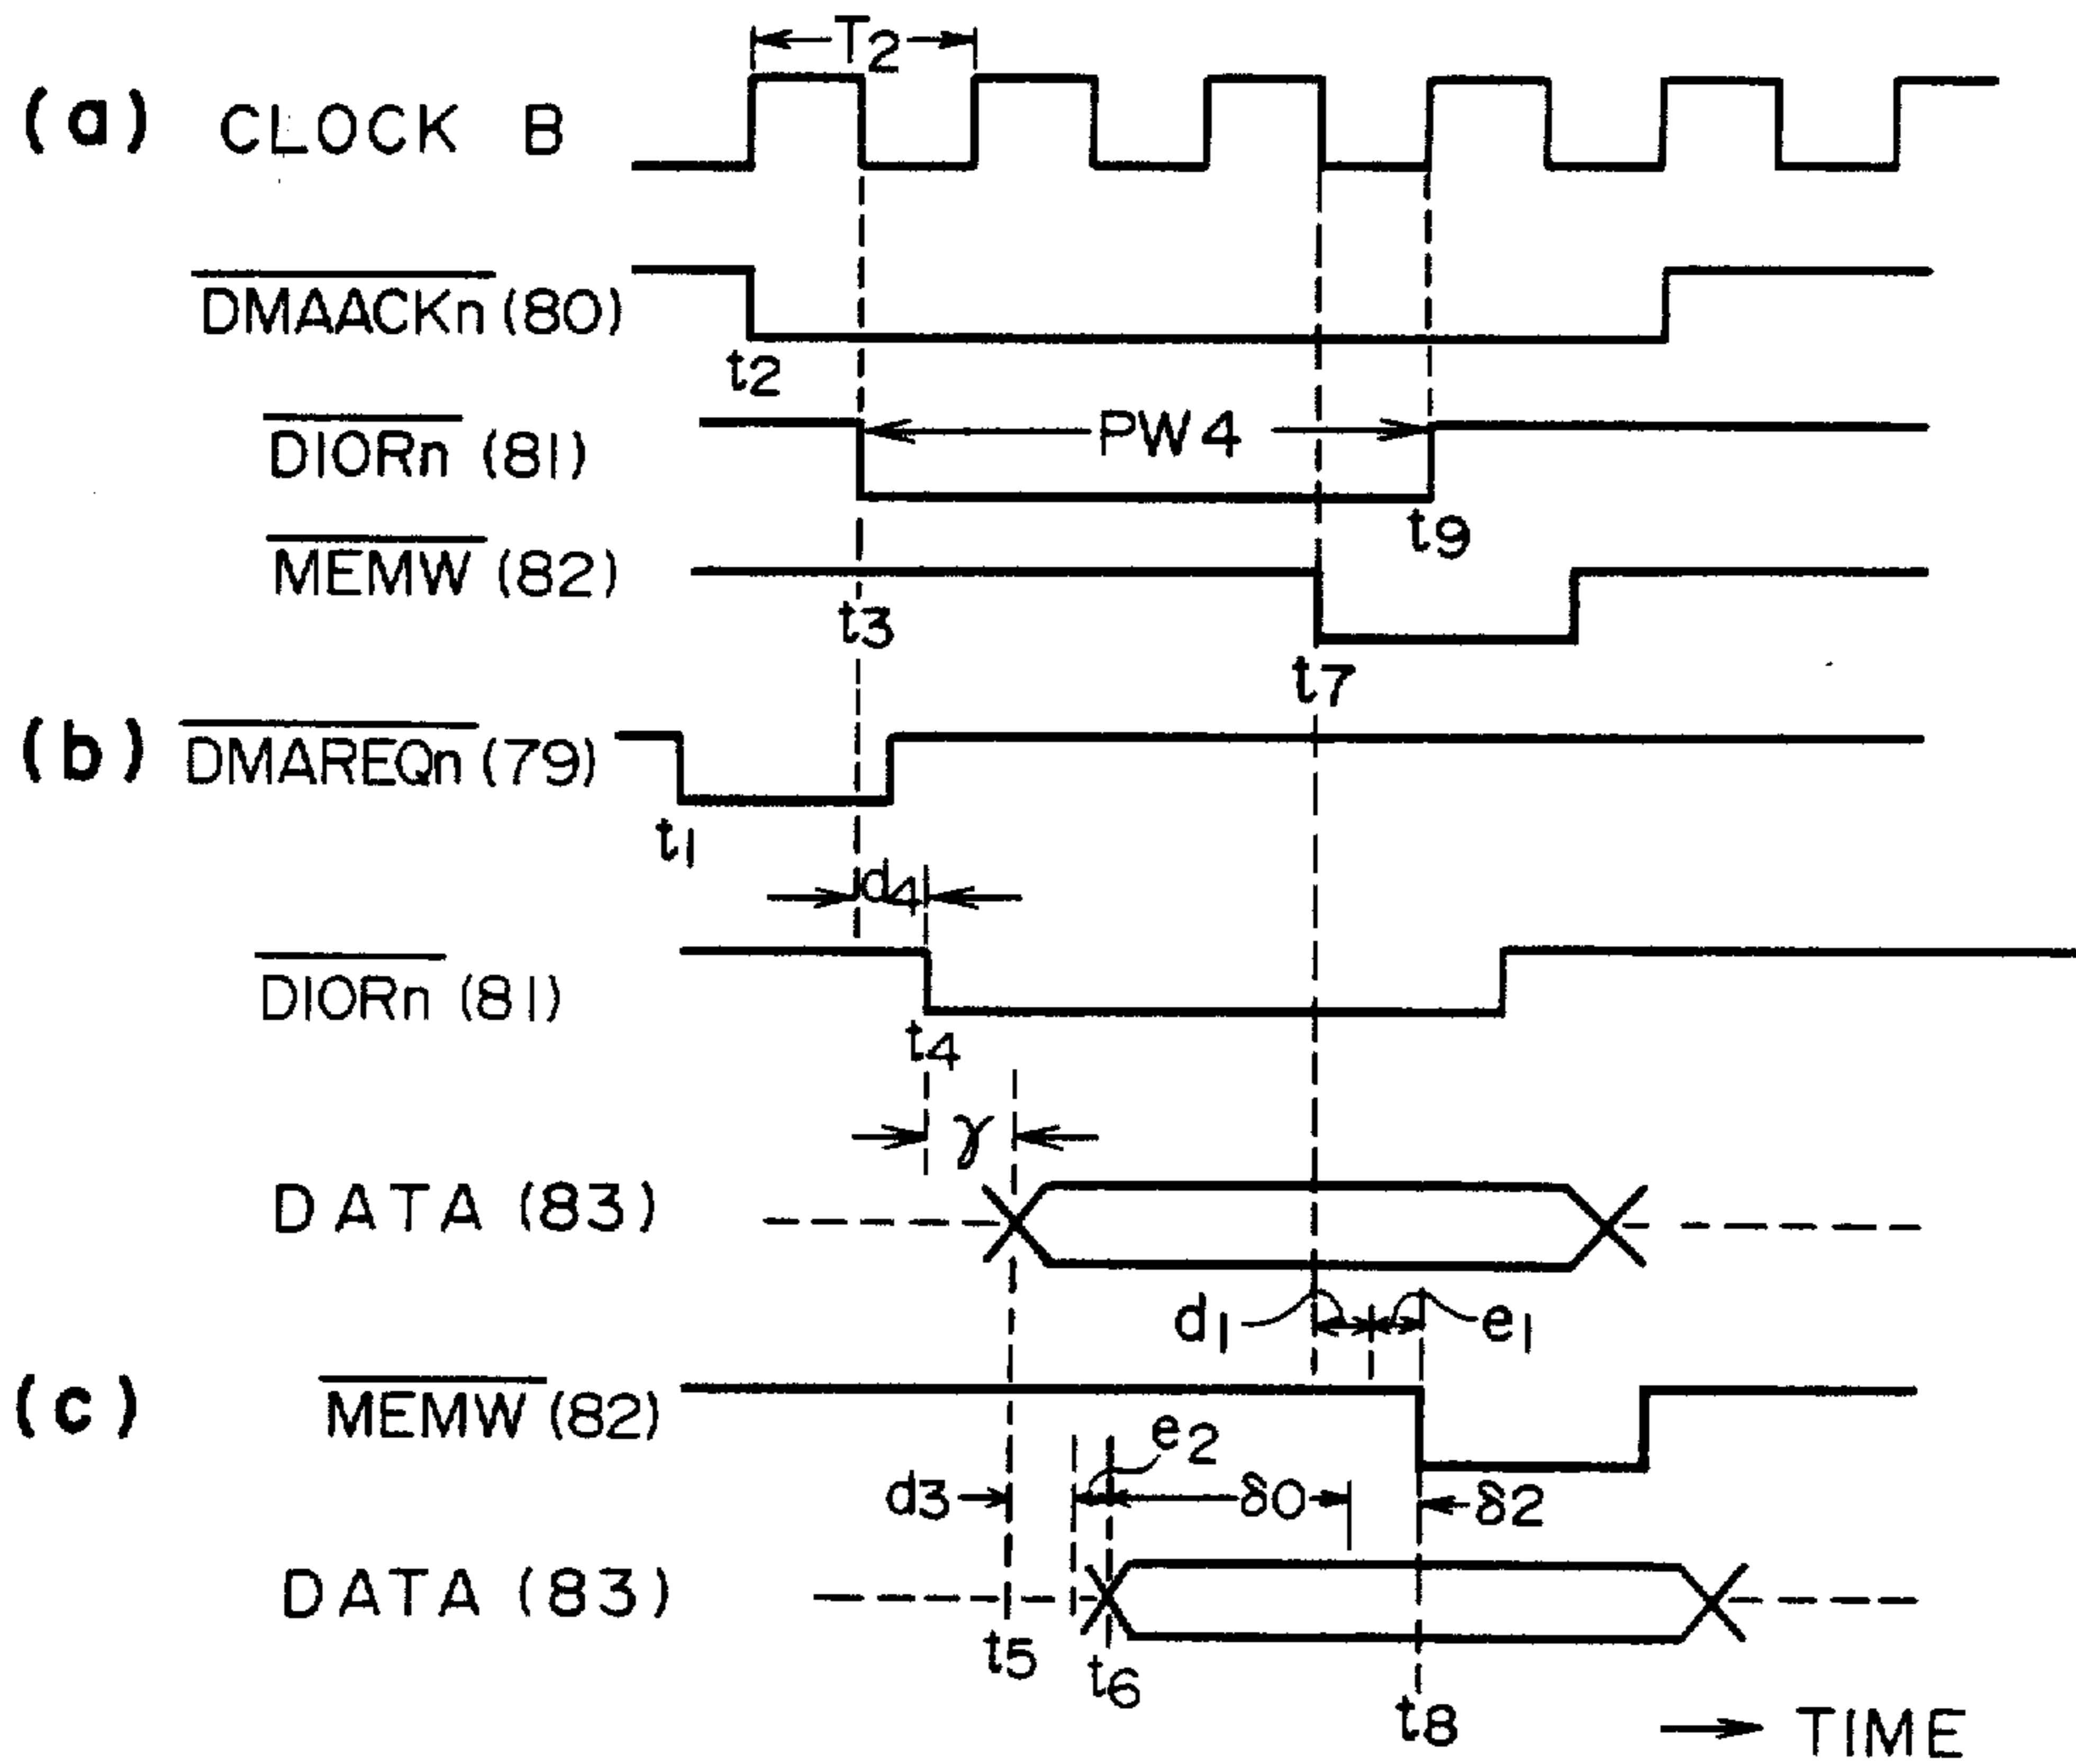 T2
(a) CLOCK B
DMAACKn (80)
t2
DIORn (81)
PW4
t9
MEMW (82)
t3
t7
(b) DMAREQn (79)
t1
d4
DIORn (81)
t4
γ
DATA (83)
d1
e1
(c) MEMW (82)
e2
d3
δ0
δ2
DATA (83)
t5
t6
t8
TIME